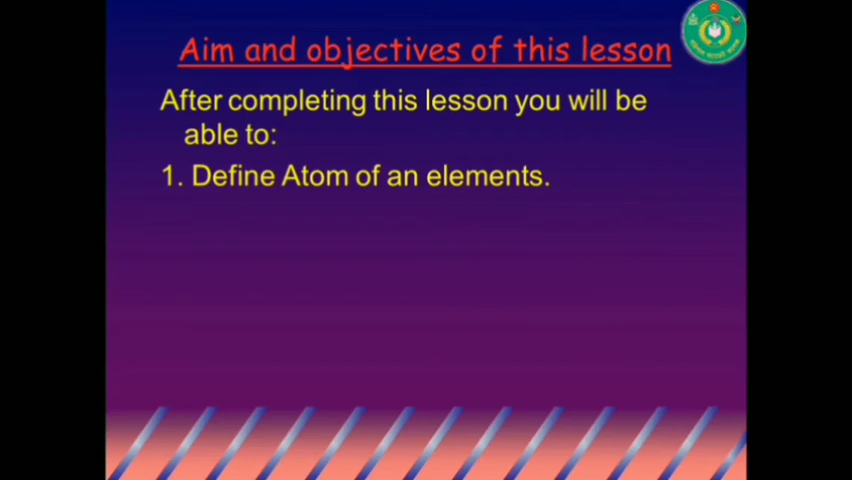 Aim and objectives of this lesson
After completing this lesson you will be
able to:
1. Define Atom of an elements.